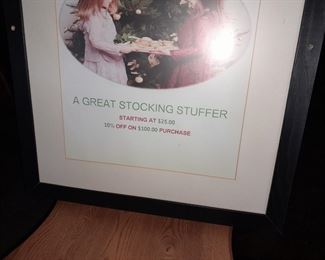 A GREAT STOCKING STUFFER
STARTING AT $25.00
10% OFF ON $100.00 PURCHASE